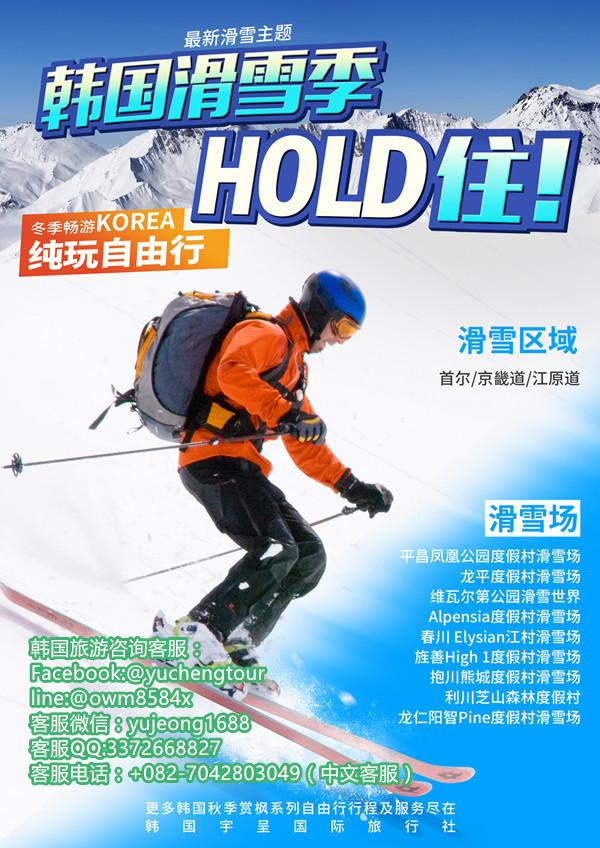 最新滑雪主题
韩国滑雪季
HOLD住!
冬季畅游KOREA
纯玩自由行
滑雪区域
首尔/京畿道/江原道
滑雪场
平昌凤凰公园度假村滑雪场
龙平度假村滑雪场
维瓦尔第公园滑雪世界
Alpensia度假村滑雪场
春川 Elysian江村滑雪场
旌善High 1度假村滑雪场
抱川熊城度假村滑雪场
利川芝山森林度假村
龙仁阳智Pine度假村滑雪场
韩国旅游咨询客服：
Facebook:@yuchengtour
line:@owm8584x
客服微信：yujeong1688
客服QQ:3372668827
客服电话：+082-7042803049（中文客服）
更多韩国秋季赏枫系列自由行行程及服务尽在
韩国宇呈国际旅行社